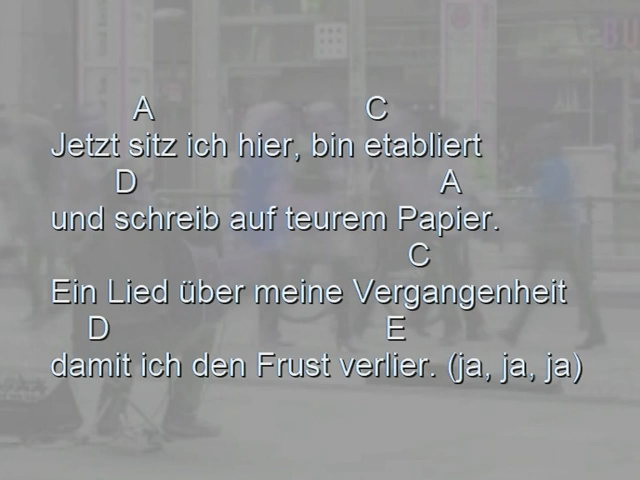 A C
Jetzt sitz ich hier, bin etabliert
D A
und schreib auf teurem Papier.
C
Ein Lied über meine Vergangenheit
D E
damit ich den Frust verlier. (ja, ja, ja)